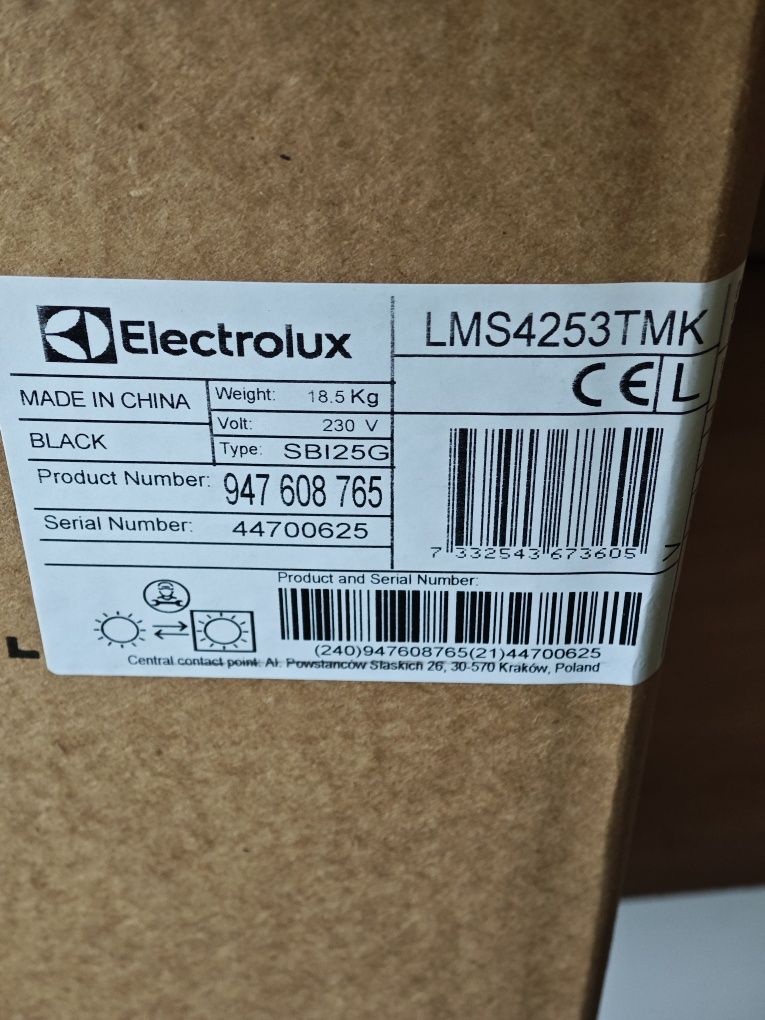 Electrolux
LMS4253TMK
MADE IN CHINA
Weight: 18.5 Kg
CE L
BLACK
Volt: 230 V
Type: SBI25G
Product Number: 947 608 765
Serial Number: 44700625
7 332543 673605 7
Product and Serial Number:
(240)947608765(21)44700625
Central contact point: Al. Powstanców Slaskich 26, 30-570 Kraków, Poland